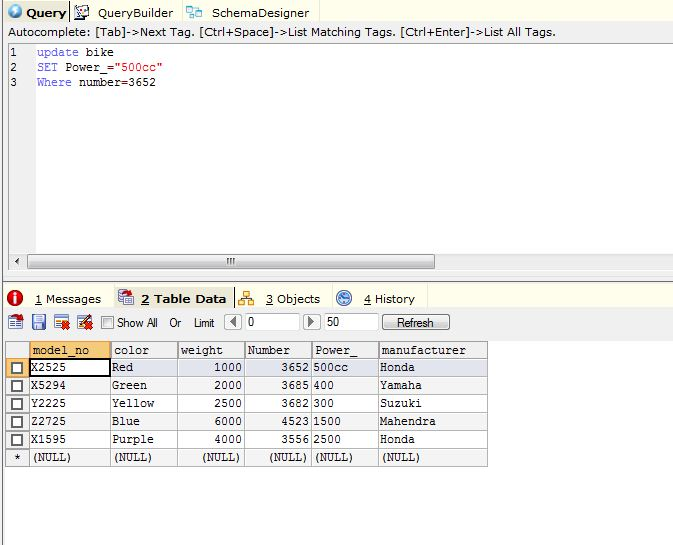 Query QueryBuilder SchemaDesigner
Autocomplete: [Tab]->Next Tag. [Ctrl+Space]->List Matching Tags. [Ctrl+Enter]->List All Tags.
1 update bike
2 SET Power_="500cc"
3 Where number=3652
1 Messages 2 Table Data 3 Objects 4 History
Show All Or Limit 0 50 Refresh
model_no color weight Number Power_ manufacturer
X2525 Red 1000 3652 500cc Honda
X5294 Green 2000 3685 400 Yamaha
Y2225 Yellow 2500 3682 300 Suzuki
Z2725 Blue 6000 4523 1500 Mahendra
X1595 Purple 4000 3556 2500 Honda
* (NULL) (NULL) (NULL) (NULL) (NULL) (NULL)